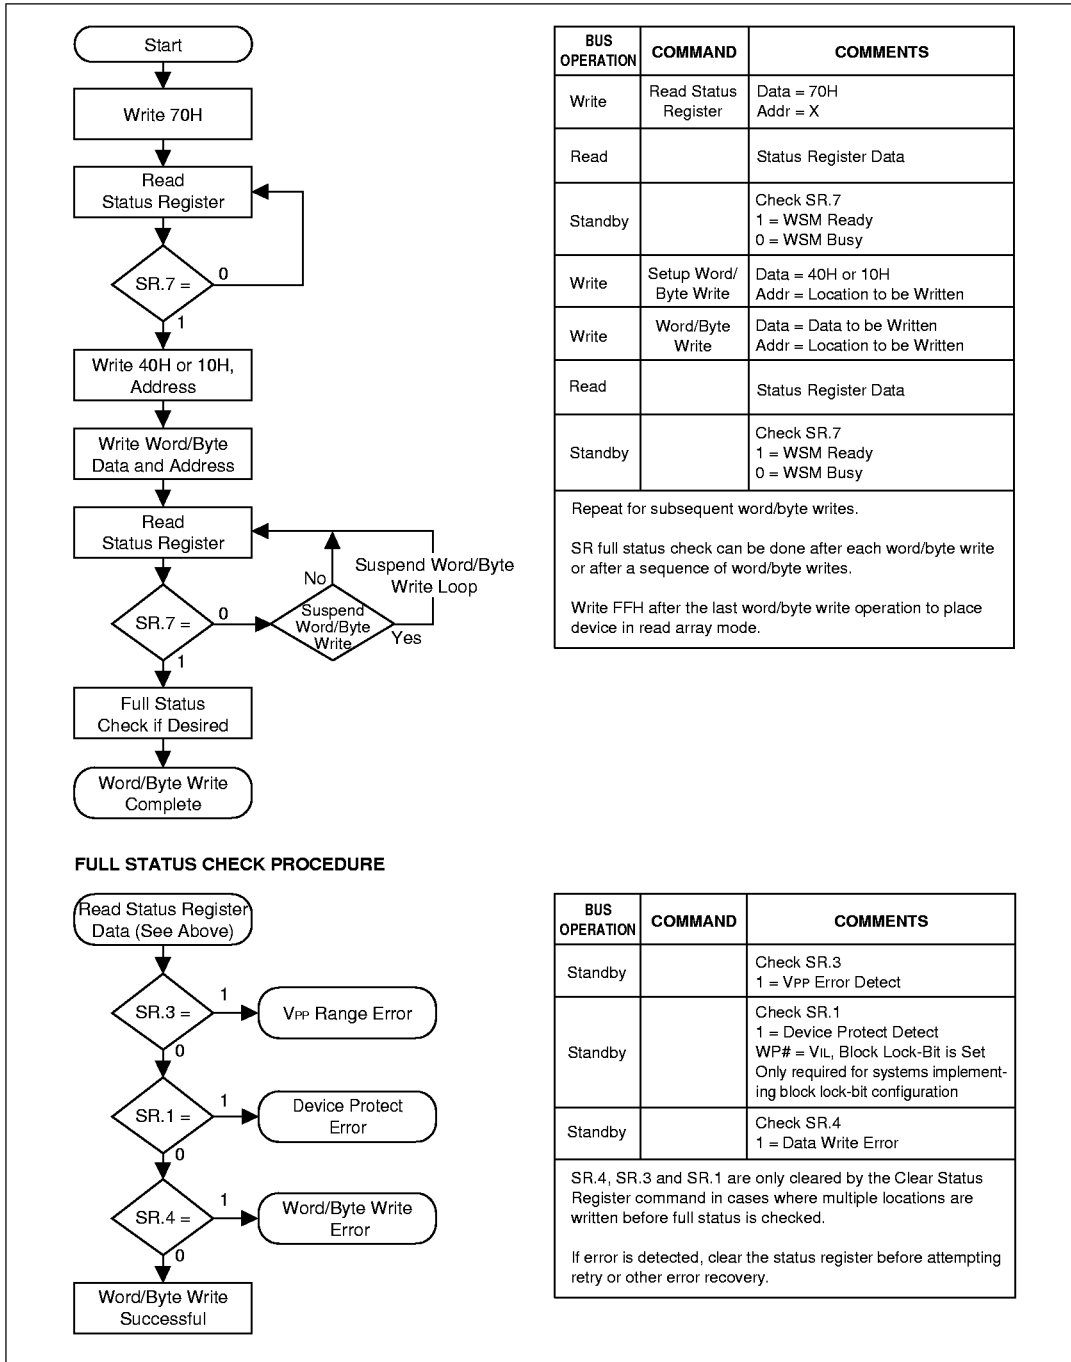 Start
Write 70H
Read
Status Register
SR.7 =
0
1
Write 40H or 10H,
Address
Write Word/Byte
Data and Address
Read
Status Register
SR.7 =
0
1
Suspend
Word/Byte
Write
No
Yes
Suspend Word/Byte
Write Loop
Full Status
Check if Desired
Word/Byte Write
Complete
BUS OPERATION COMMAND COMMENTS
Write Read Status Register Data = 70H
Addr = X
Read Status Register Data
Standby Check SR.7
1 = WSM Ready
0 = WSM Busy
Write Setup Word/ Byte Write Data = 40H or 10H
Addr = Location to be Written
Write Word/Byte Write Data = Data to be Written
Addr = Location to be Written
Read Status Register Data
Standby Check SR.7
1 = WSM Ready
0 = WSM Busy
Repeat for subsequent word/byte writes.
SR full status check can be done after each word/byte write
or after a sequence of word/byte writes.
Write FFH after the last word/byte write operation to place
device in read array mode.
FULL STATUS CHECK PROCEDURE
Read Status Register
Data (See Above)
SR.3 =
1
VPP Range Error
0
SR.1 =
1
Device Protect
Error
0
SR.4 =
1
Word/Byte Write
Error
0
Word/Byte Write
Successful
BUS OPERATION COMMAND COMMENTS
Standby Check SR.3
1 = VPP Error Detect
Standby Check SR.1
1 = Device Protect Detect
WP# = VIL, Block Lock-Bit is Set
Only required for systems implement-
ing block lock-bit configuration
Standby Check SR.4
1 = Data Write Error
SR.4, SR.3 and SR.1 are only cleared by the Clear Status
Register command in cases where multiple locations are
written before full status is checked.
If error is detected, clear the status register before attempting
retry or other error recovery.